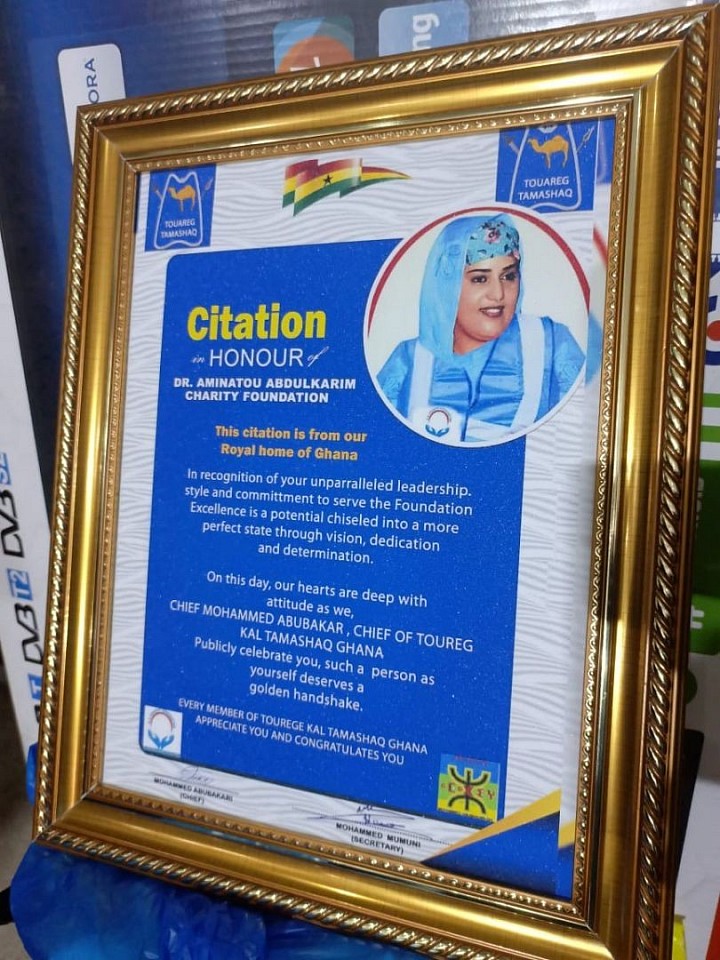 ORA
ng
TOUAREG
TAMASHAQ
TOUAREG
TAMASHAQ
Citation
in HONOUR of
DR. AMINATOU ABDULKARIM
CHARITY FOUNDATION
This citation is from our
Royal home of Ghana
In recognition of your unparralleled leadership.
style and committment to serve the Foundation
Excellence is a potential chiseled into a more
perfect state through vision, dedication
and determination.
On this day, our hearts are deep with
attitude as we,
CHIEF MOHAMMED ABUBAKAR , CHIEF OF TOUREG
KAL TAMASHAQ GHANA
Publicly celebrate you, such a person as
yourself deserves a
golden handshake.
EVERY MEMBER OF TOUREGE KAL TAMASHAQ GHANA
APPRECIATE YOU AND CONGRATULATES YOU
MOHAMMED ABUBAKARI
(CHIEF)
MOHAMMED MUMUNI
(SECRETARY)
DVB T2
DVB S2